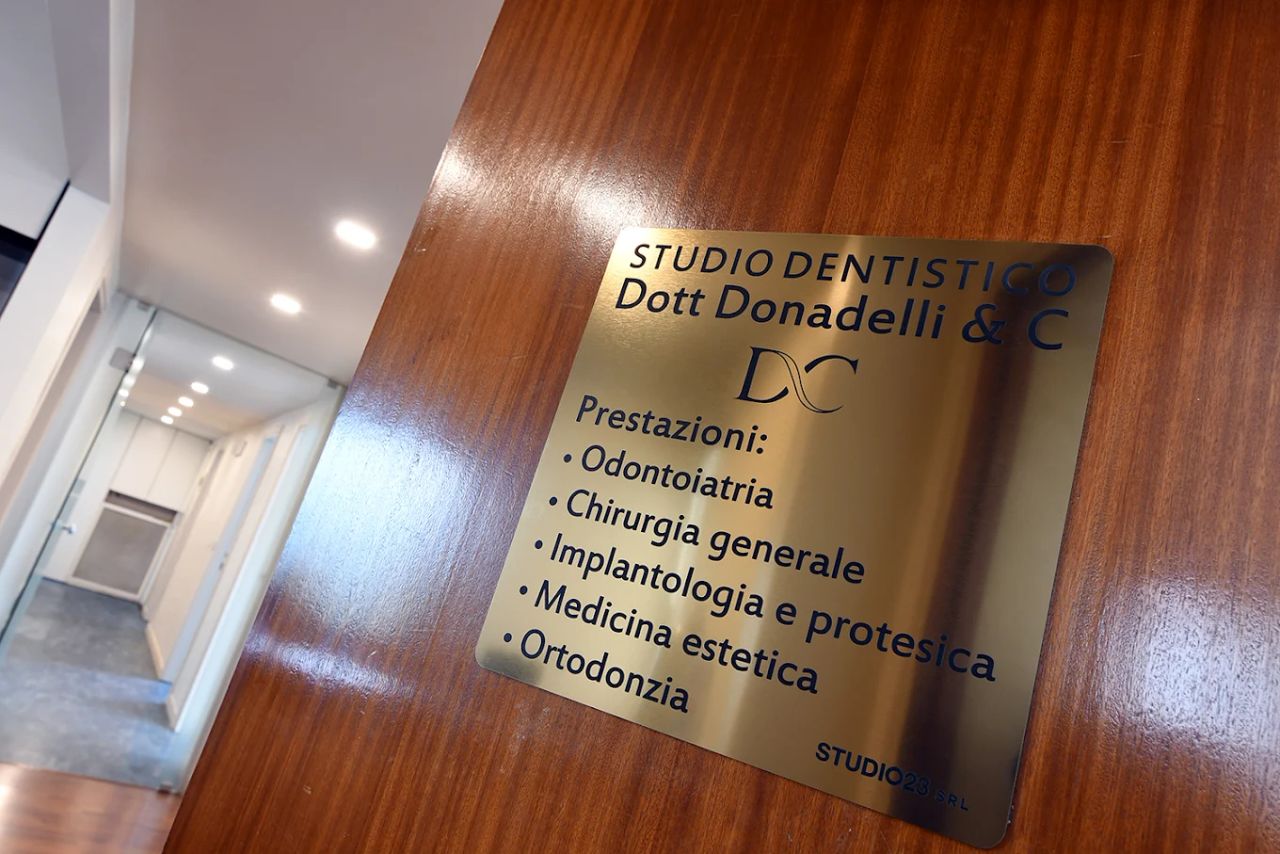 STUDIO DENTISTICO
Dott Donadelli & C
DC
Prestazioni:
• Odontoiatria
• Chirurgia generale
• Implantologia e protesica
• Medicina estetica
• Ortodonzia
STUDIO23 SRL